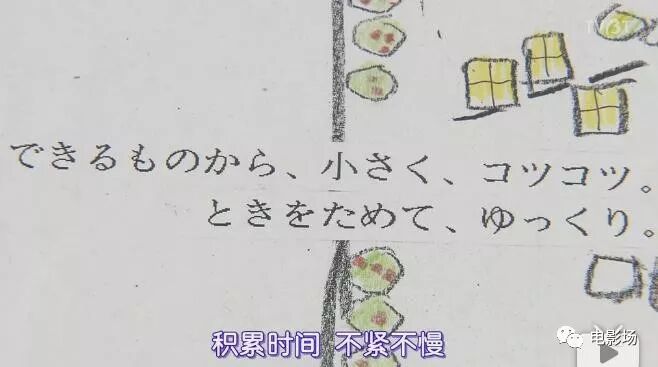 できるものから、小さく、コツコツ。
ときをためて、ゆっくり。
积累时间 不紧不慢
电影场